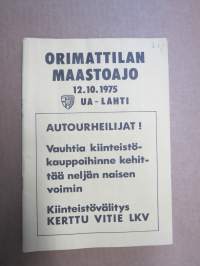 ORIMATTILAN
MAASTOAJO
12.10.1975
UA-LAHTI
AUTOURHEILIJAT!
Vauhtia kiinteistö-
kauppoihinne kehit-
tää neljän naisen
voimin
Kiinteistövälitys
KERTTU VITIE LKV